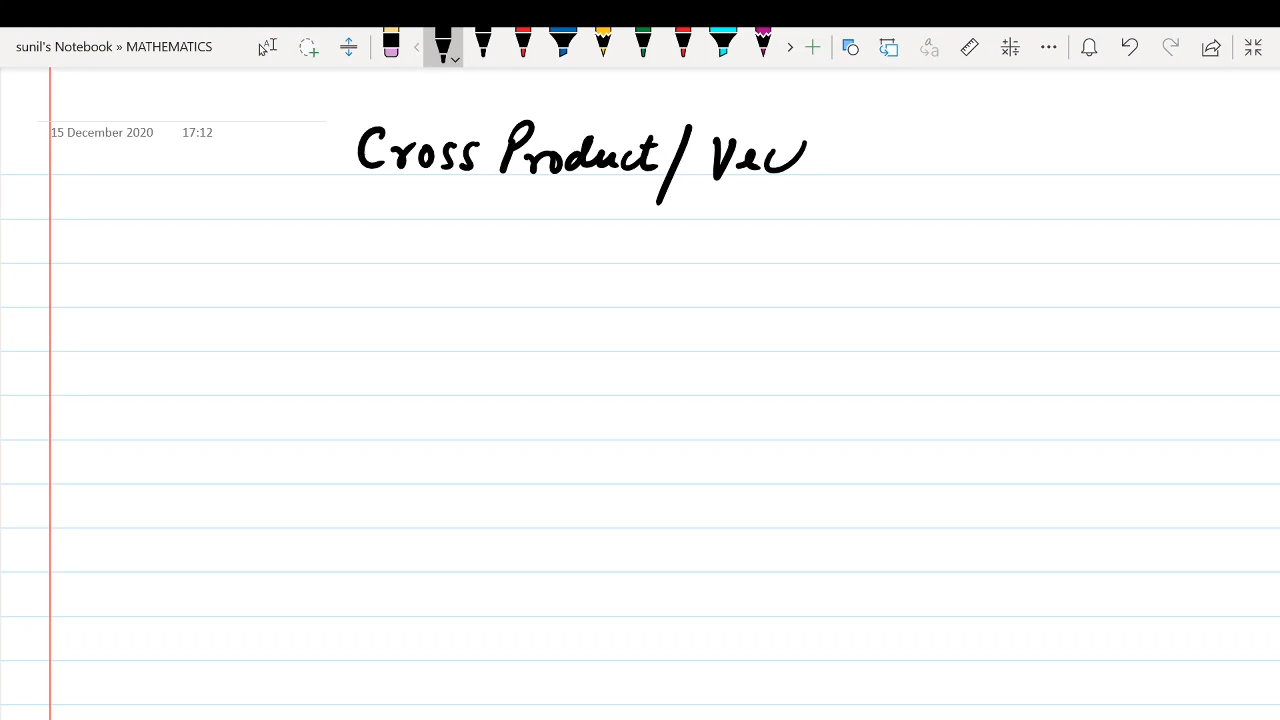 sunil's Notebook » MATHEMATICS
15 December 2020 17:12
Cross Product/ Vec